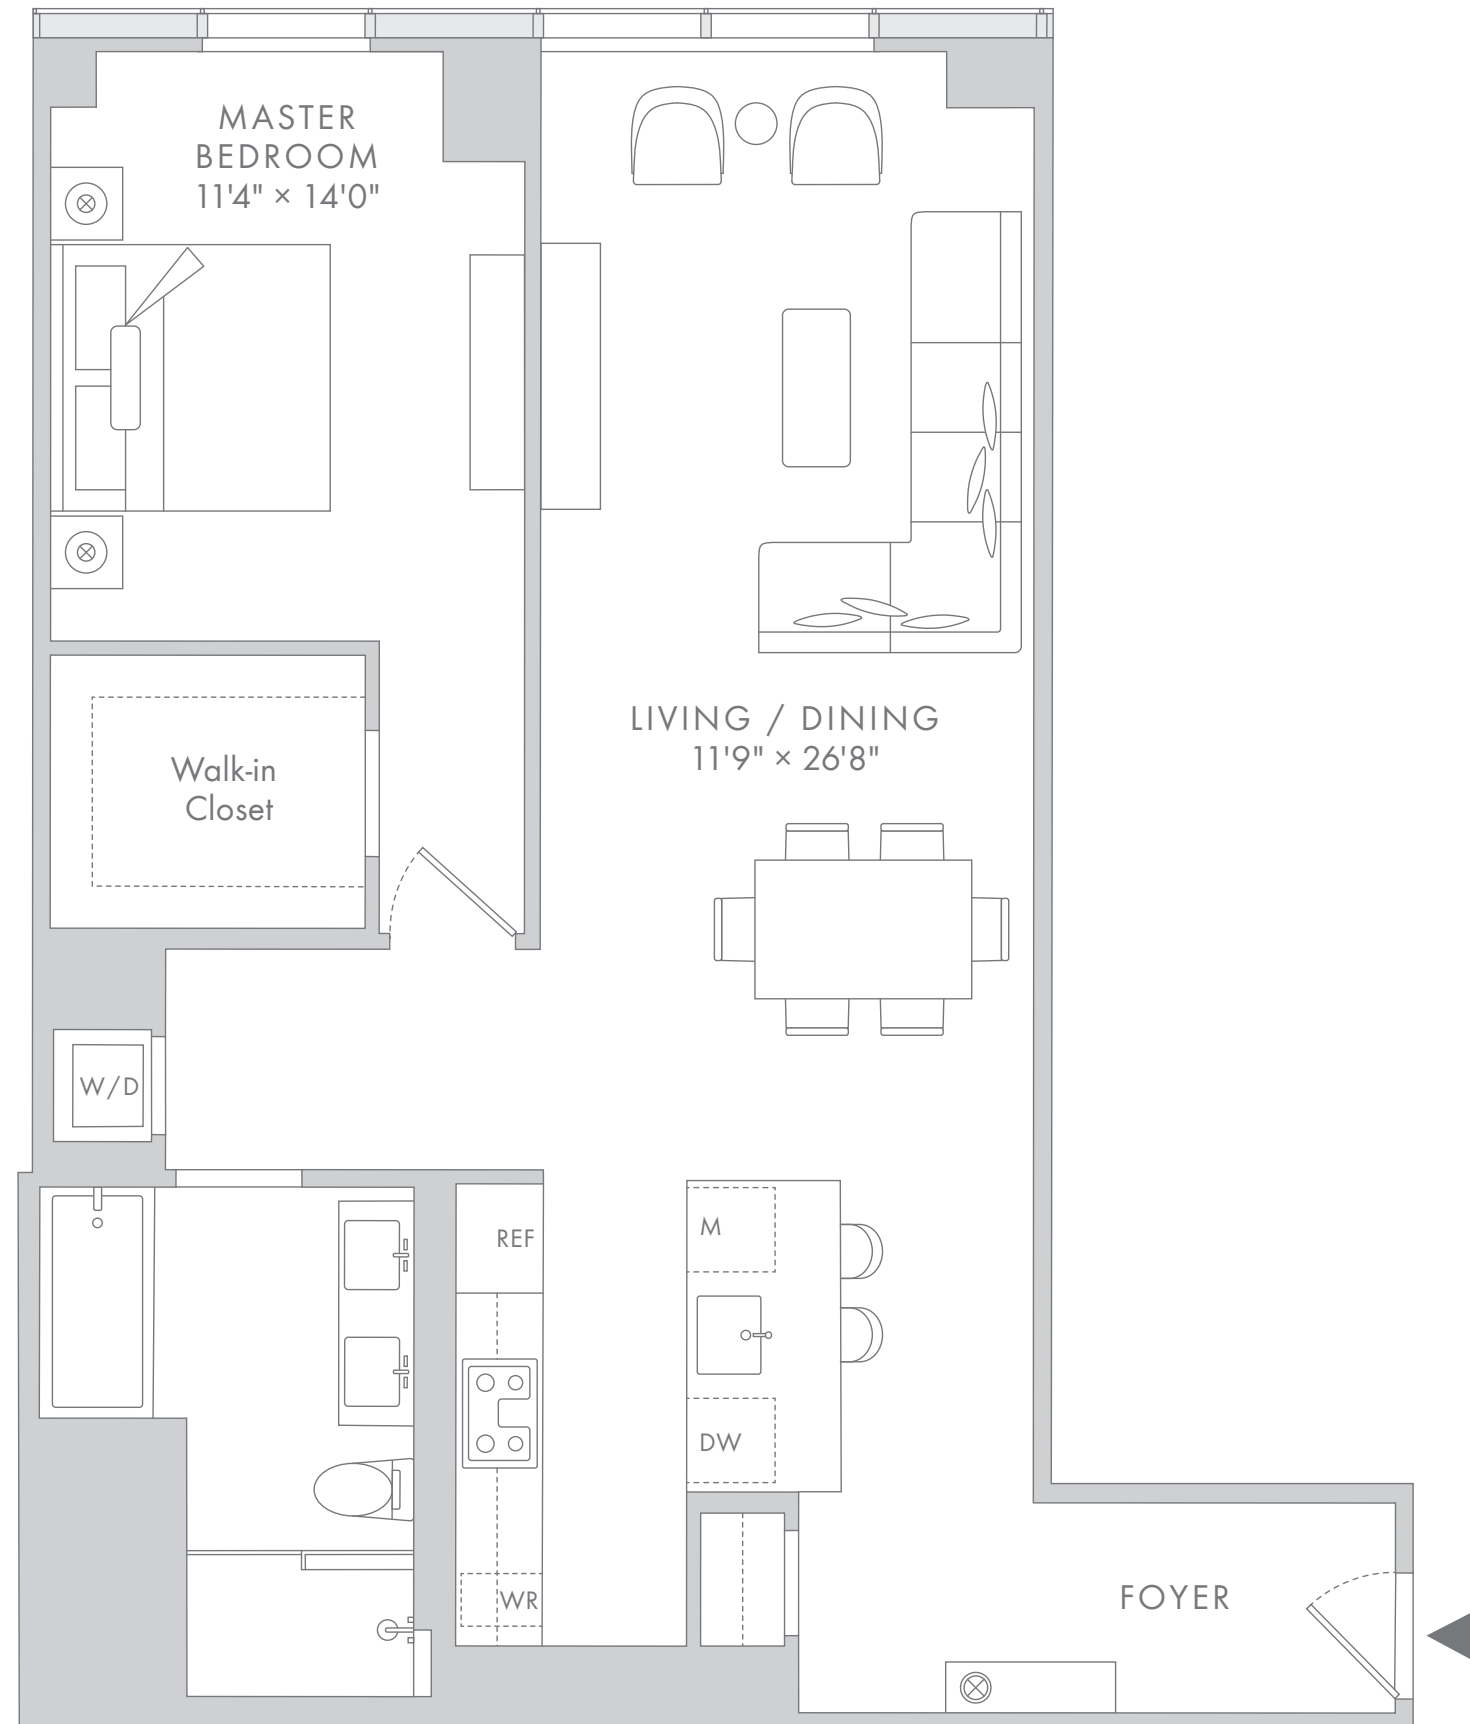 MASTER
BEDROOM
11'4" × 14'0"
LIVING / DINING
11'9" × 26'8"
Walk-in
Closet
W/D
REF
M
DW
WR
FOYER